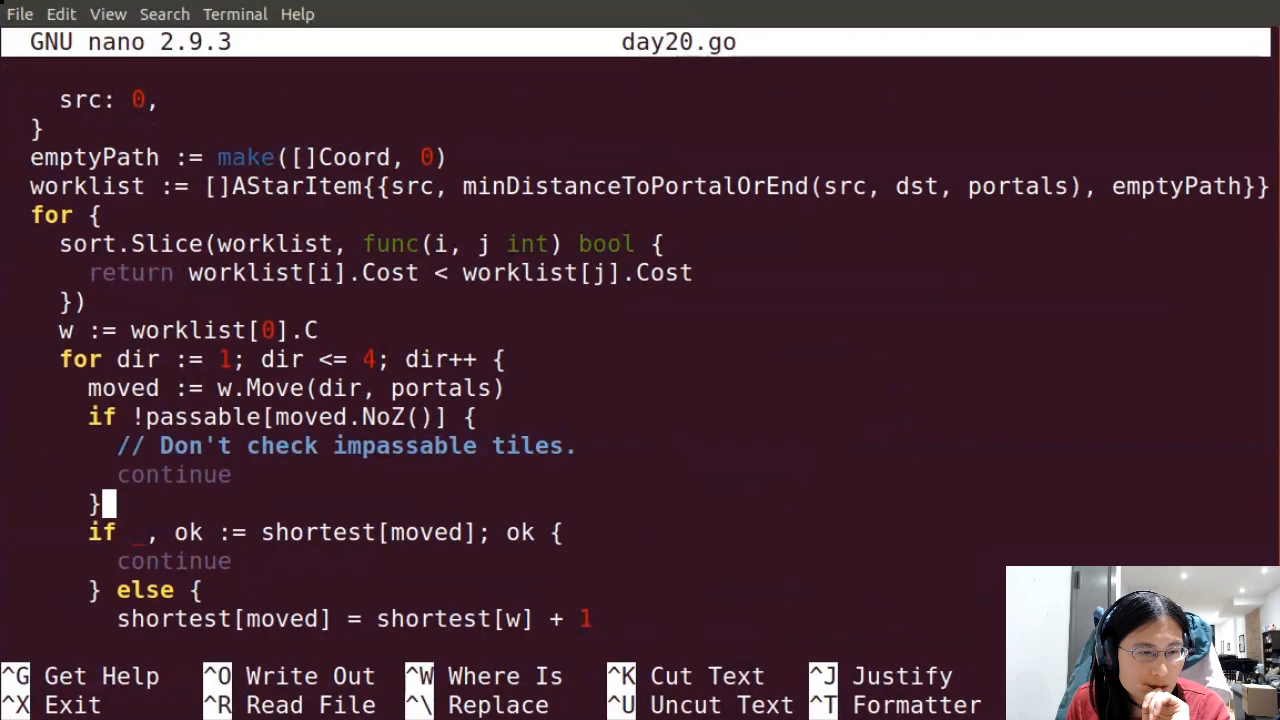 File Edit View Search Terminal Help
GNU nano 2.9.3 day20.go
src: 0,
}
emptyPath := make([]Coord, 0)
worklist := []AStarItem{{src, minDistanceToPortalOrEnd(src, dst, portals), emptyPath}}
for {
sort.Slice(worklist, func(i, j int) bool {
return worklist[i].Cost < worklist[j].Cost
})
w := worklist[0].C
for dir := 1; dir <= 4; dir++ {
moved := w.Move(dir, portals)
if !passable[moved.NoZ()] {
// Don't check impassable tiles.
continue
}
if _, ok := shortest[moved]; ok {
continue
} else {
shortest[moved] = shortest[w] + 1
^G Get Help ^O Write Out ^W Where Is ^K Cut Text ^J Justify
^X Exit ^R Read File ^\ Replace ^U Uncut Text ^T Formatter